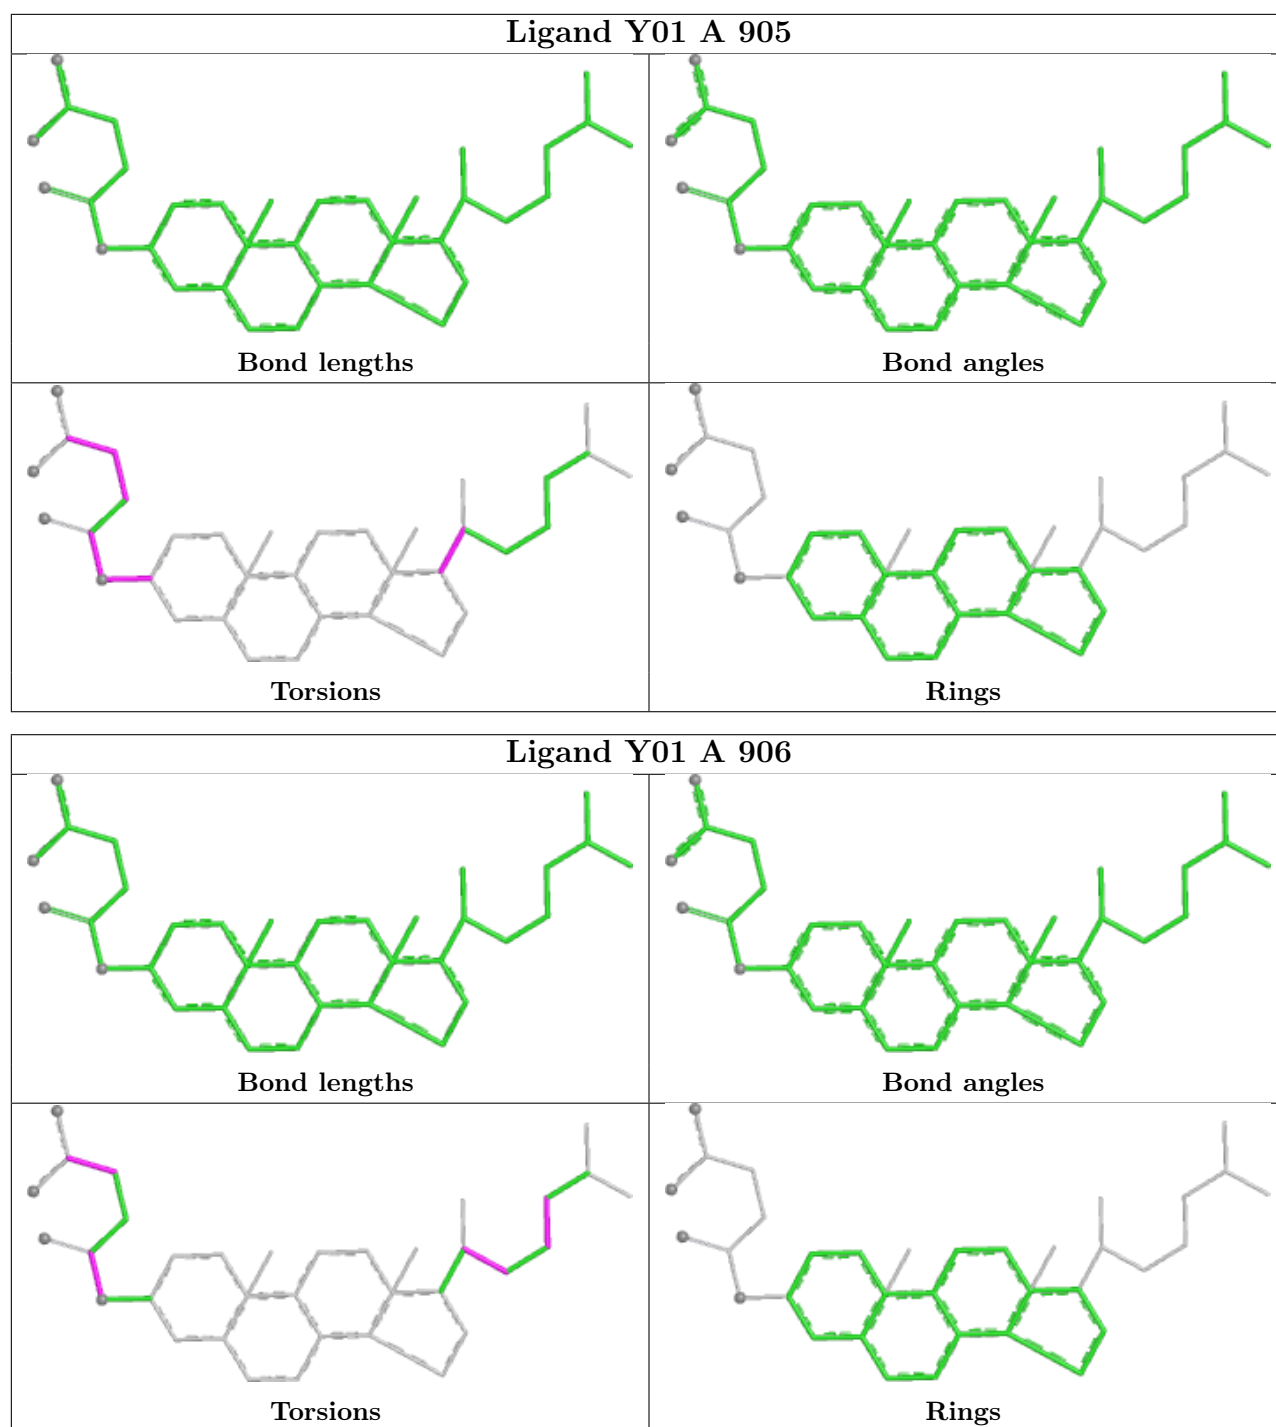 Ligand Y01 A 905
Bond lengths
Bond angles
Torsions
Rings
Ligand Y01 A 906
Bond lengths
Bond angles
Torsions
Rings